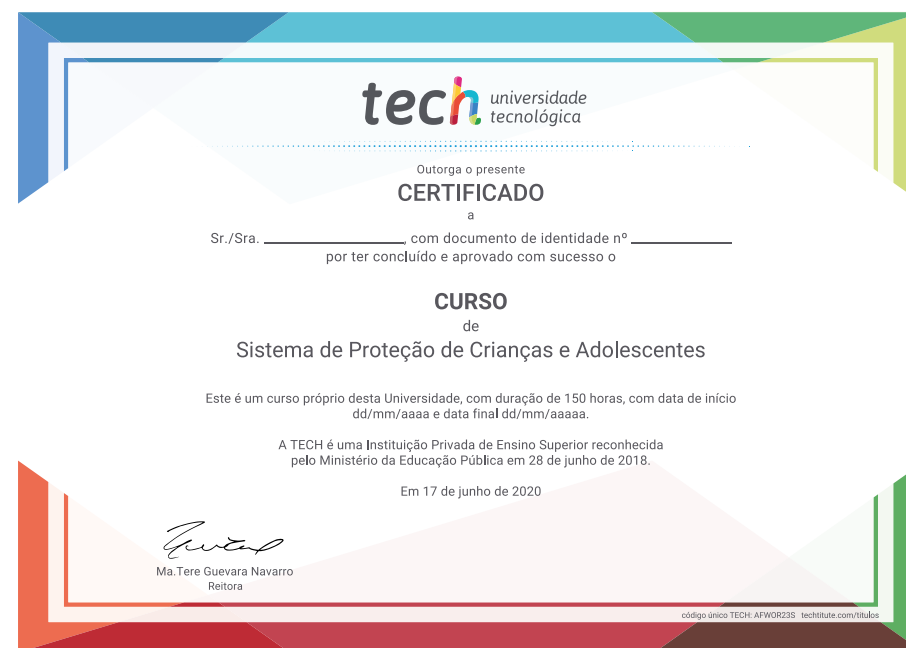 tech universidade
tecnológica
Outorga o presente
CERTIFICADO
a
Sr./Sra. ______________, com documento de identidade nº __________
por ter concluído e aprovado com sucesso o
CURSO
de
Sistema de Proteção de Crianças e Adolescentes
Este é um curso próprio desta Universidade, com duração de 150 horas, com data de início
dd/mm/aaaa e data final dd/mm/aaaaa.
A TECH é uma Instituição Privada de Ensino Superior reconhecida
pelo Ministério da Educação Pública em 28 de junho de 2018.
Em 17 de junho de 2020
Ma.Tere Guevara Navarro
Reitora
código único TECH: AFWOR23S techtitute.com/títulos